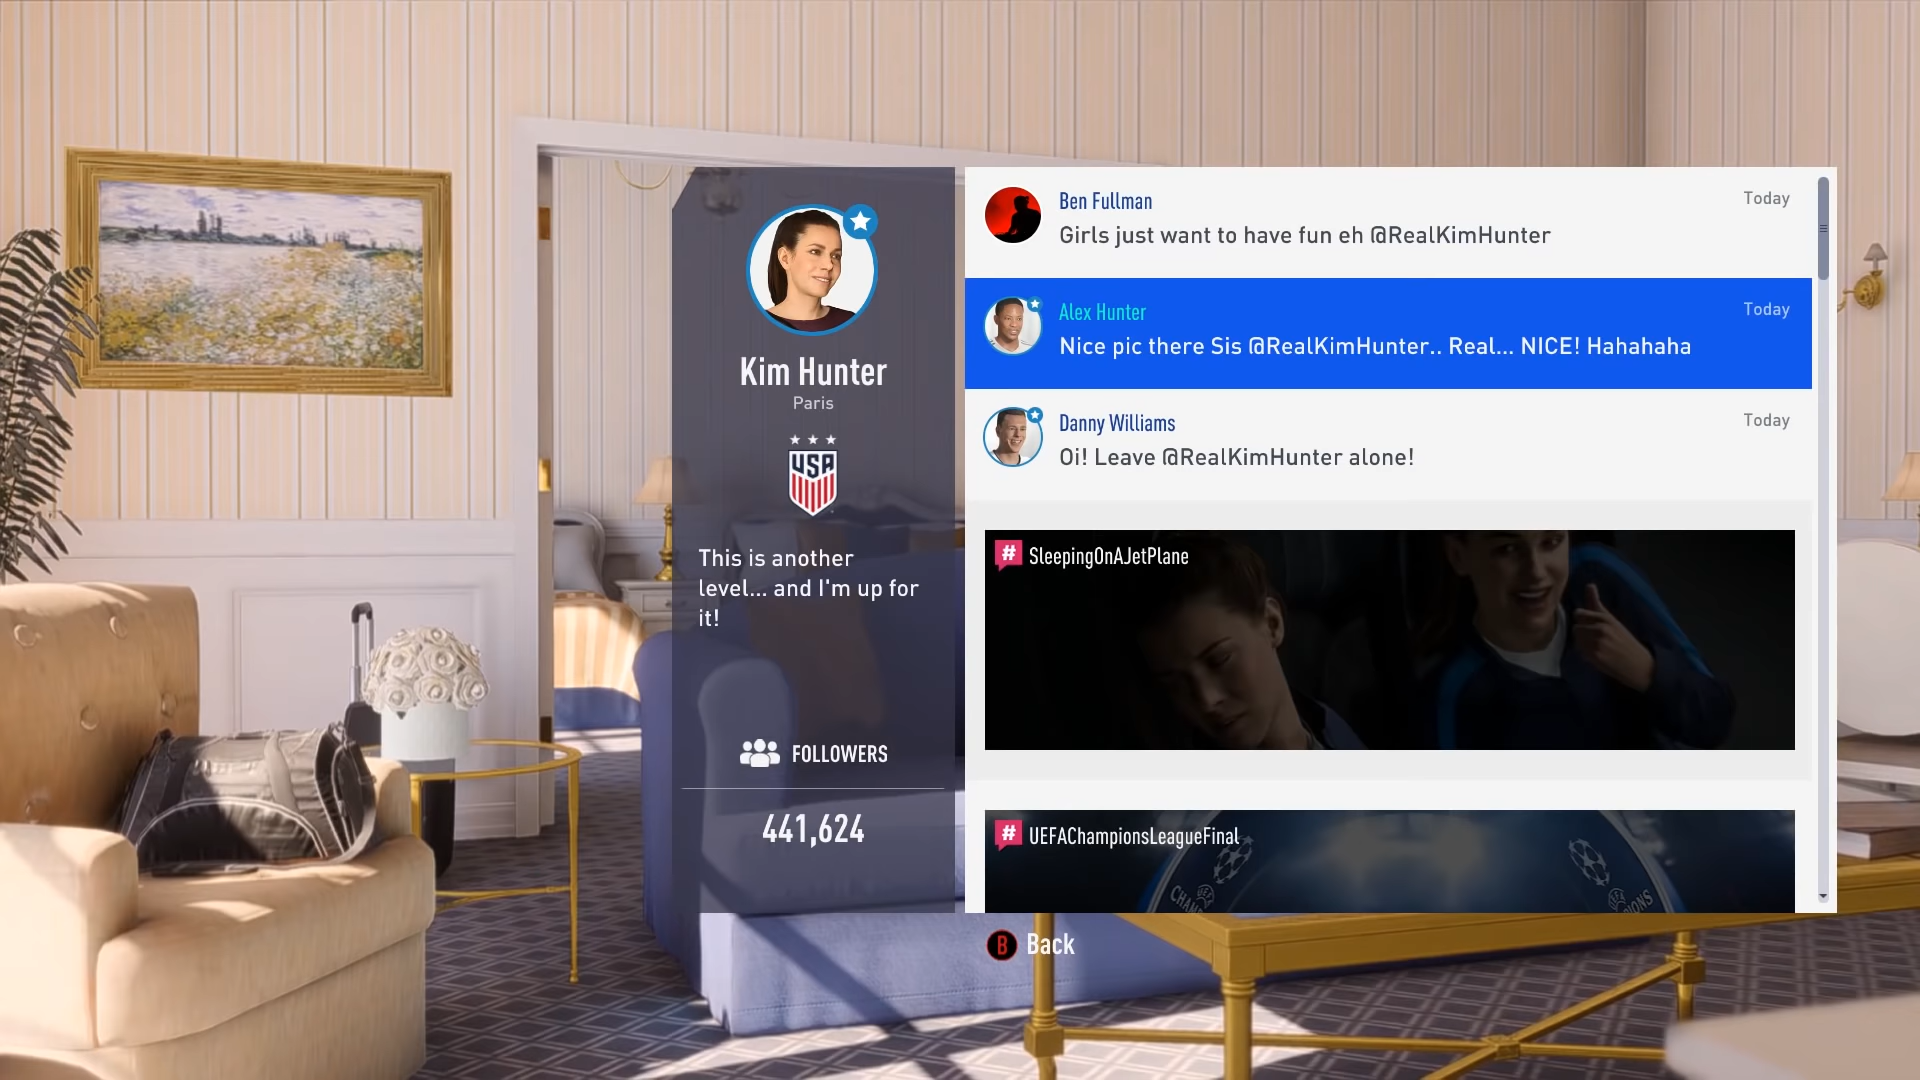 Kim Hunter
Paris
USA
This is another
level... and I'm up for
it!
FOLLOWERS
441,624
Ben Fullman
Today
Girls just want to have fun eh @RealKimHunter
Alex Hunter
Today
Nice pic there Sis @RealKimHunter.. Real... NICE! Hahahaha
Danny Williams
Today
Oi! Leave @RealKimHunter alone!
# SleepingOnAJetPlane
# UEFAChampionsLeagueFinal
B Back